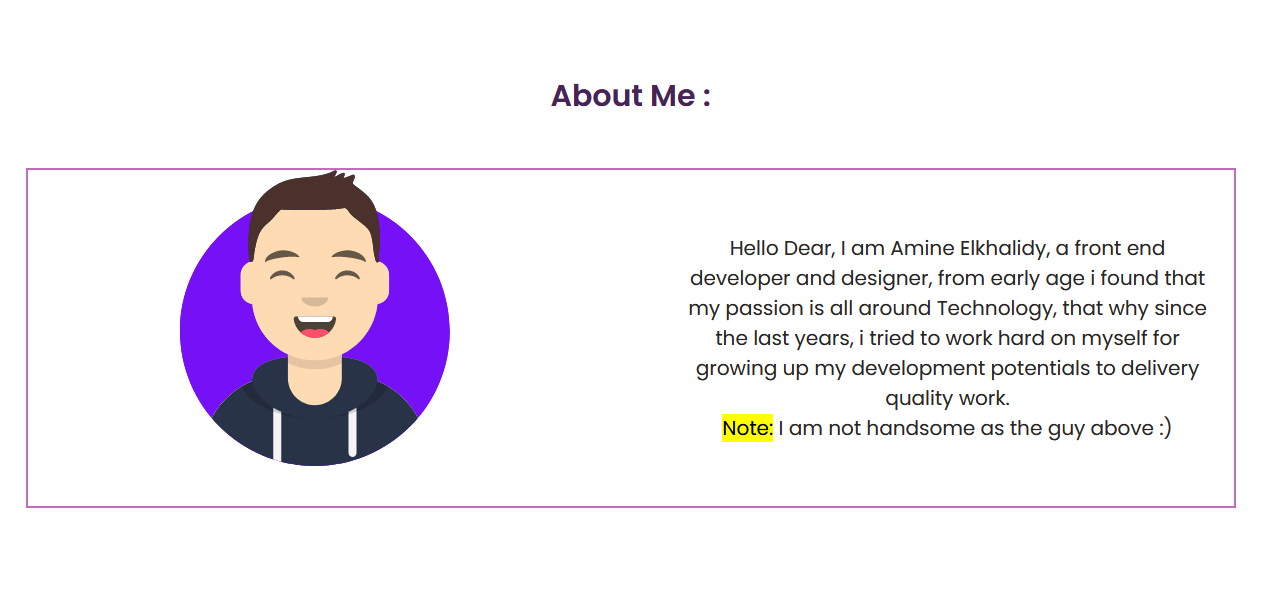 About Me :
Hello Dear, I am Amine Elkhalidy, a front end
developer and designer, from early age i found that
my passion is all around Technology, that why since
the last years, i tried to work hard on myself for
growing up my development potentials to delivery
quality work.
Note: I am not handsome as the guy above :)